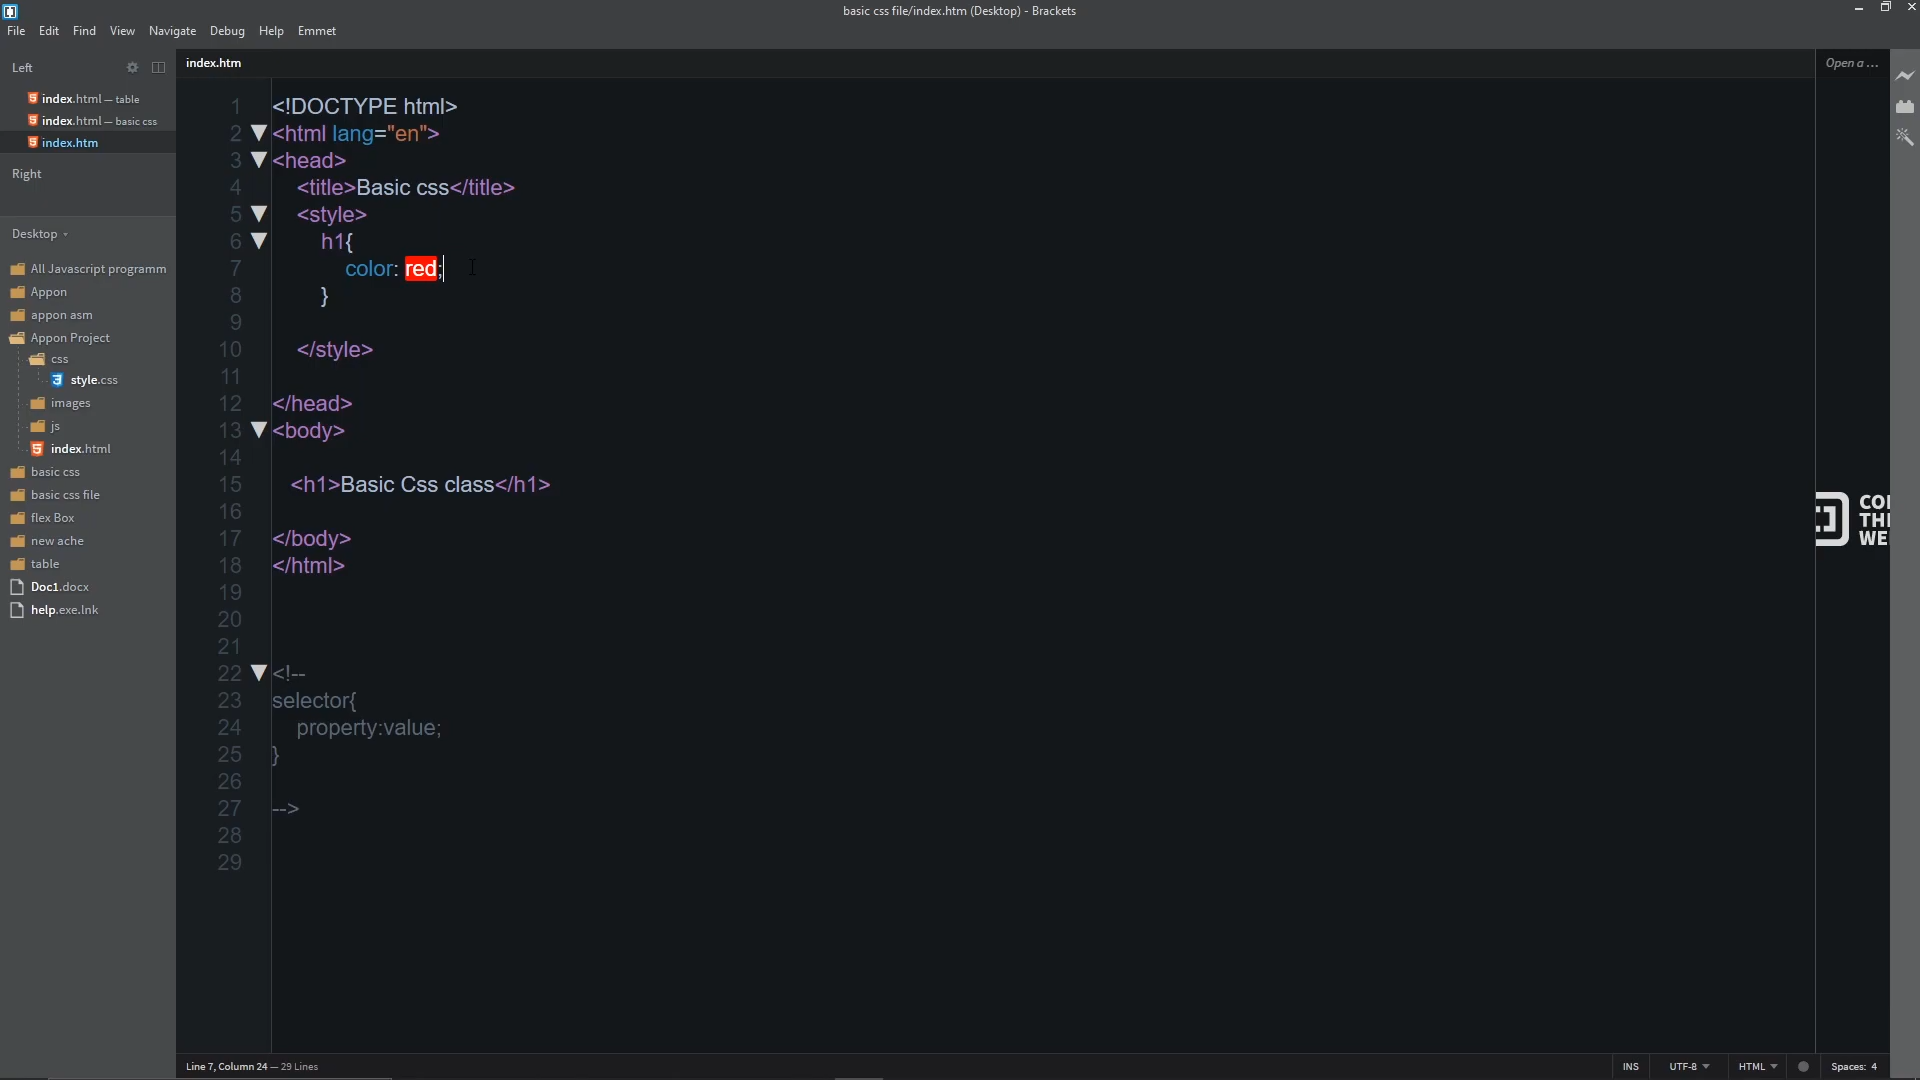 basic css file/index.htm (Desktop) - Brackets
File Edit Find View Navigate Debug Help Emmet
Left
index.html — table
index.html — basic css
index.htm
Right
Desktop
All Javascript programm
Appon
appon asm
Appon Project
css
style.css
images
js
index.html
basic css
basic css file
flex Box
new ache
table
Doc1.docx
help.exe.lnk
index.htm
1 <!DOCTYPE html>
2 <html lang="en">
3 <head>
4 <title>Basic css</title>
5 <style>
6 h1{
7 color: red;
8 }
9
10 </style>
11
12 </head>
13 <body>
14
15 <h1>Basic Css class</h1>
16
17 </body>
18 </html>
19
20
21
22 <!--
23 selector{
24 property:value;
25 }
26
27 -->
28
29
Open a ...
THI
WE
Line 7, Column 24 — 29 Lines
INS UTF-8 HTML Spaces: 4